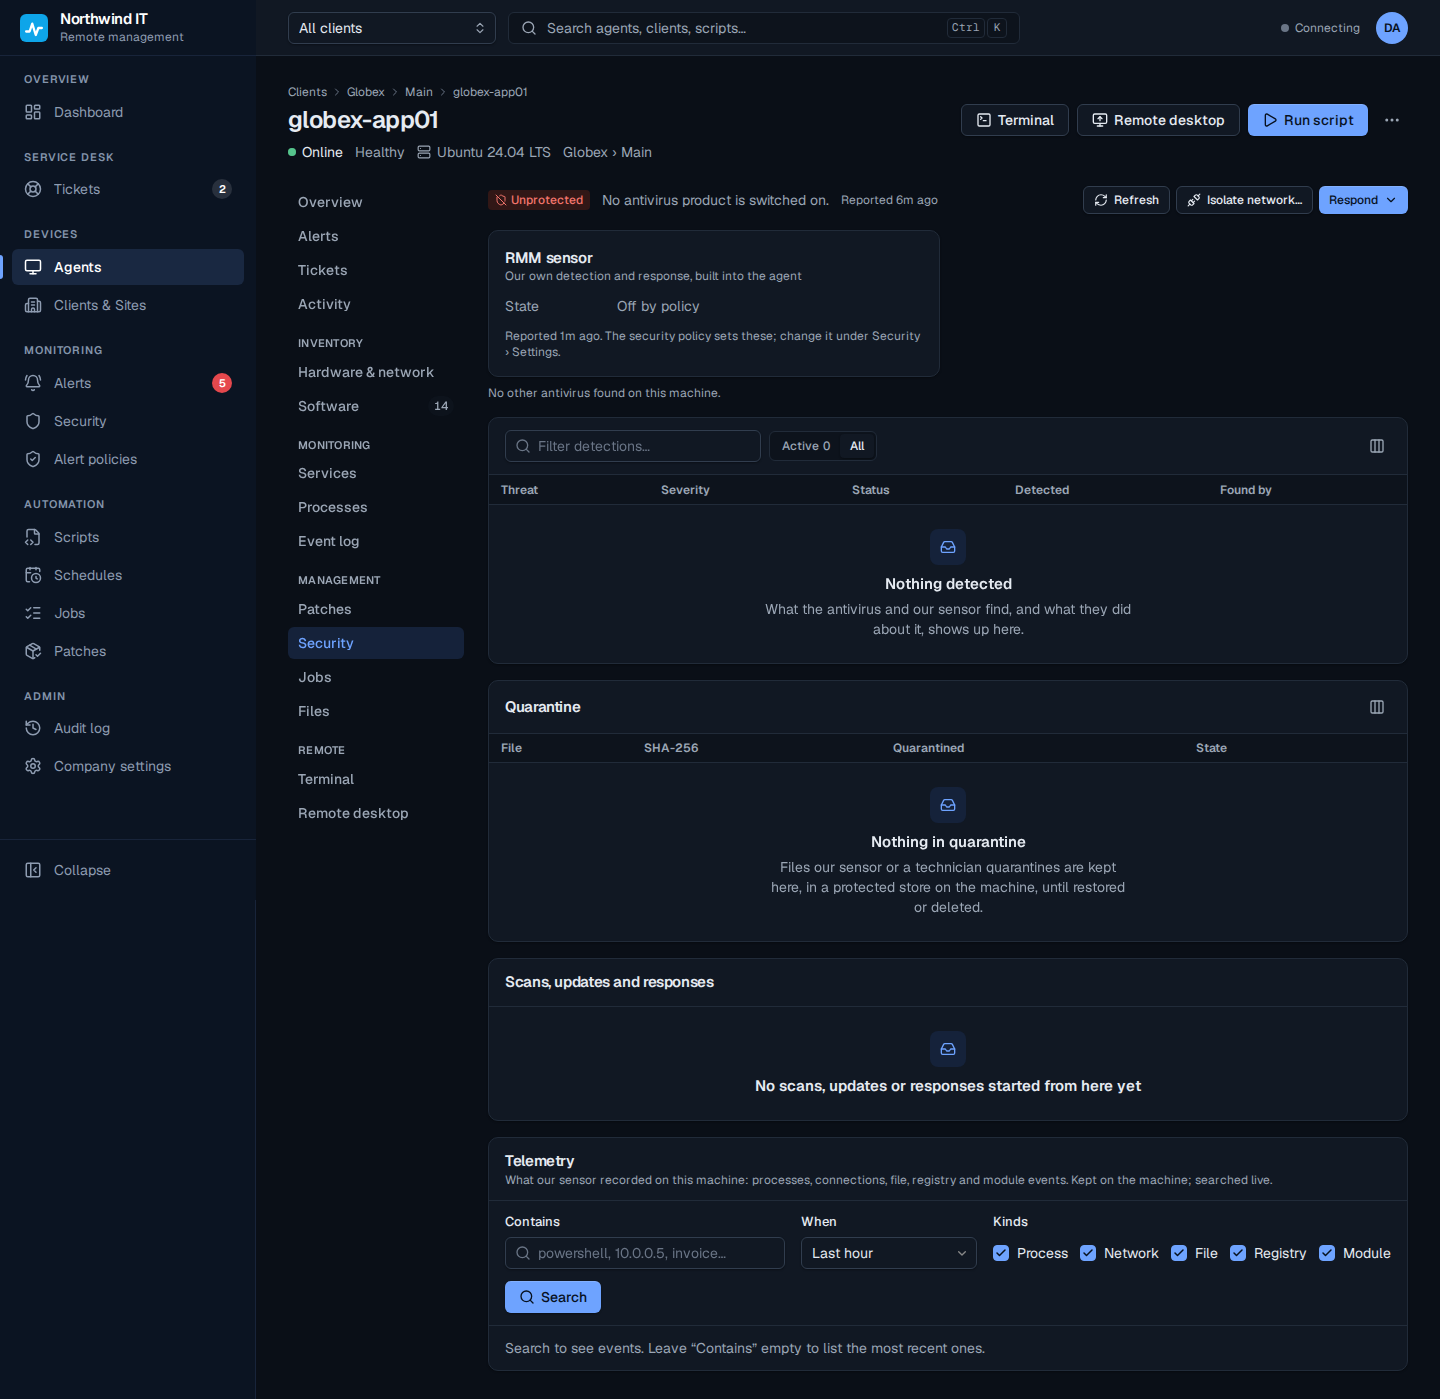 Northwind IT
Remote management
All clients
Search agents, clients, scripts...
Ctrl K
Connecting
DA
OVERVIEW
Dashboard
SERVICE DESK
Tickets 2
DEVICES
Agents
Clients & Sites
MONITORING
Alerts 5
Security
Alert policies
AUTOMATION
Scripts
Schedules
Jobs
Patches
ADMIN
Audit log
Company settings
Collapse
Clients > Globex > Main > globex-app01
globex-app01
Terminal
Remote desktop
Run script
Online Healthy Ubuntu 24.04 LTS Globex › Main
Overview
Alerts
Tickets
Activity
INVENTORY
Hardware & network
Software 14
MONITORING
Services
Processes
Event log
MANAGEMENT
Patches
Security
Jobs
Files
REMOTE
Terminal
Remote desktop
Unprotected No antivirus product is switched on. Reported 6m ago
Refresh
Isolate network...
Respond
RMM sensor
Our own detection and response, built into the agent
State Off by policy
Reported 1m ago. The security policy sets these; change it under Security
› Settings.
No other antivirus found on this machine.
Filter detections...
Active 0 All
Threat Severity Status Detected Found by
Nothing detected
What the antivirus and our sensor find, and what they did
about it, shows up here.
Quarantine
File SHA-256 Quarantined State
Nothing in quarantine
Files our sensor or a technician quarantines are kept
here, in a protected store on the machine, until restored
or deleted.
Scans, updates and responses
No scans, updates or responses started from here yet
Telemetry
What our sensor recorded on this machine: processes, connections, file, registry and module events. Kept on the machine; searched live.
Contains When Kinds
powershell, 10.0.0.5, invoice... Last hour Process Network File Registry Module
Search
Search to see events. Leave “Contains” empty to list the most recent ones.